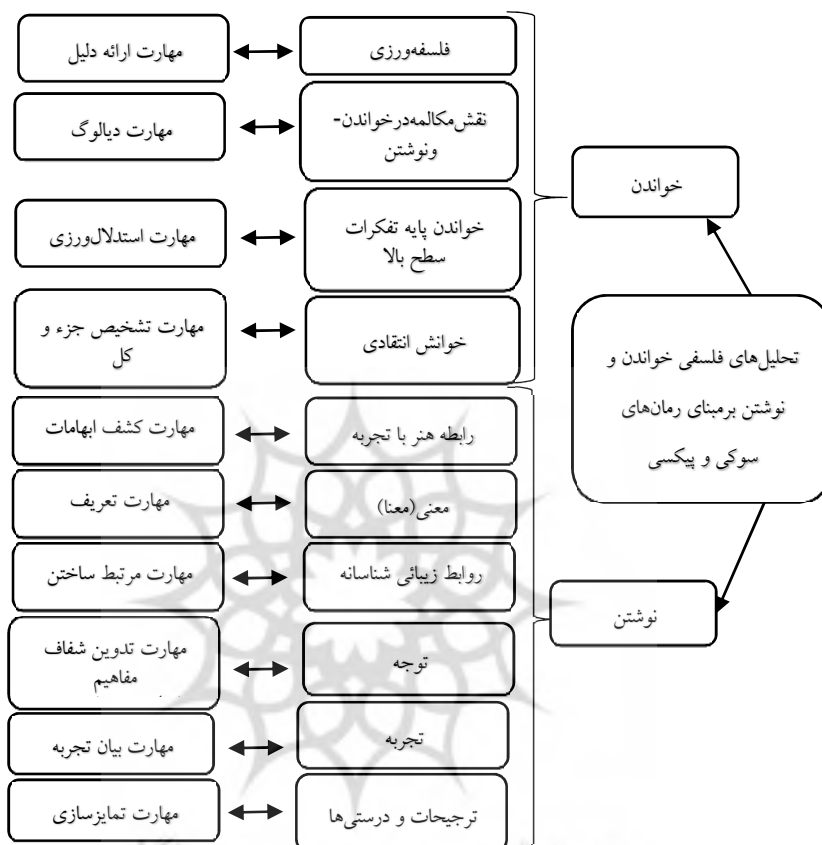 تحلیل‌های فلسفی خواندن و
نوشتن برمبنای رمان‌های
سوکی و پیکسی
خواندن
فلسفه‌ورزی
مهارت ارائه دلیل
نقش‌مکالمه‌درخواندن-
ونوشتن
مهارت دیالوگ
خواندن پایه تفکرات
سطح بالا
مهارت استدلال‌ورزی
خوانش انتقادی
مهارت تشخیص جزء و
کل
نوشتن
رابطه هنر با تجربه
مهارت کشف ابهامات
معنی(معنا)
مهارت تعریف
روابط زیبائی شناسانه
مهارت مرتبط ساختن
توجه
مهارت تدوین شفاف
مفاهیم
تجربه
مهارت بیان تجربه
ترجیحات و درستی‌ها
مهارت تمایزسازی